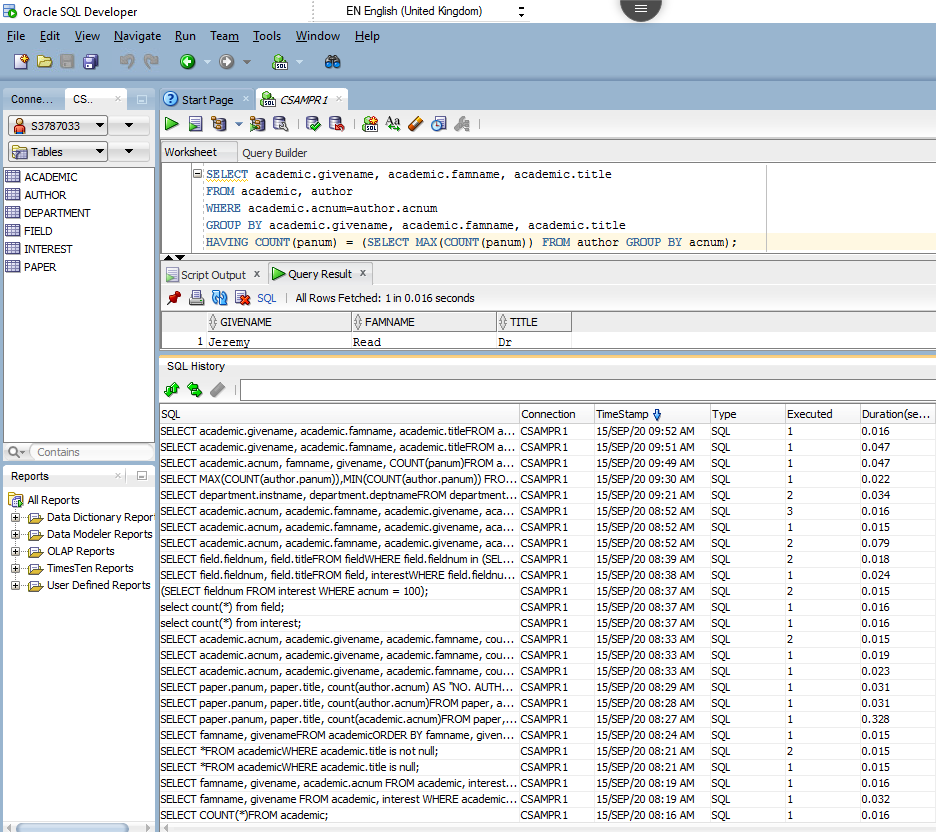 Oracle SQL Developer
EN English (United Kingdom)
File Edit View Navigate Run Team Tools Window Help
Conne... CS..
Start Page
CSAMPR1
S3787033
Tables
ACADEMIC
AUTHOR
DEPARTMENT
FIELD
INTEREST
PAPER
Contains
Reports
All Reports
Data Dictionary Repor
Data Modeler Reports
OLAP Reports
TimesTen Reports
User Defined Reports
Worksheet Query Builder
SELECT academic.givename, academic.famname, academic.title
FROM academic, author
WHERE academic.acnum=author.acnum
GROUP BY academic.givename, academic.famname, academic.title
HAVING COUNT(panum) = (SELECT MAX(COUNT(panum)) FROM author GROUP BY acnum);
Script Output x Query Result x
SQL | All Rows Fetched: 1 in 0.016 seconds
GIVENAME FAMNAME TITLE
1 Jeremy Read Dr
SQL History
SQL Connection TimeStamp Type Executed Duration(se...
SELECT academic.givename, academic.famname, academic.titleFROM a... CSAMPR1 15/SEP/20 09:52 AM SQL 1 0.016
SELECT academic.givename, academic.famname, academic.titleFROM a... CSAMPR1 15/SEP/20 09:51 AM SQL 1 0.047
SELECT academic.acnum, famname, givename, COUNT(panum)FROM a... CSAMPR1 15/SEP/20 09:49 AM SQL 1 0.047
SELECT MAX(COUNT(author.panum)),MIN(COUNT(author.panum)) FRO... CSAMPR1 15/SEP/20 09:30 AM SQL 1 0.022
SELECT department.instname, department.deptnameFROM department... CSAMPR1 15/SEP/20 09:21 AM SQL 2 0.034
SELECT academic.acnum, academic.famname, academic.givename, aca... CSAMPR1 15/SEP/20 08:52 AM SQL 3 0.016
SELECT academic.acnum, academic.famname, academic.givename, aca... CSAMPR1 15/SEP/20 08:52 AM SQL 1 0.015
SELECT academic.acnum, academic.famname, academic.givename, aca... CSAMPR1 15/SEP/20 08:52 AM SQL 2 0.079
SELECT field.fieldnum, field.titleFROM fieldWHERE field.fieldnum in (SEL... CSAMPR1 15/SEP/20 08:39 AM SQL 2 0.018
SELECT field.fieldnum, field.titleFROM field, interestWHERE field.fieldnu... CSAMPR1 15/SEP/20 08:38 AM SQL 1 0.024
(SELECT fieldnum FROM interest WHERE acnum = 100); CSAMPR1 15/SEP/20 08:37 AM SQL 2 0.015
select count(*) from field; CSAMPR1 15/SEP/20 08:37 AM SQL 1 0.016
select count(*) from interest; CSAMPR1 15/SEP/20 08:37 AM SQL 1 0.016
SELECT academic.acnum, academic.givename, academic.famname, cou... CSAMPR1 15/SEP/20 08:33 AM SQL 2 0.015
SELECT academic.acnum, academic.givename, academic.famname, cou... CSAMPR1 15/SEP/20 08:33 AM SQL 1 0.019
SELECT academic.acnum, academic.givename, academic.famname, cou... CSAMPR1 15/SEP/20 08:33 AM SQL 1 0.023
SELECT paper.panum, paper.title, count(author.acnum) AS "NO. AUTH... CSAMPR1 15/SEP/20 08:29 AM SQL 1 0.031
SELECT paper.panum, paper.title, count(author.acnum)FROM paper, a... CSAMPR1 15/SEP/20 08:28 AM SQL 1 0.031
SELECT paper.panum, paper.title, count(academic.acnum)FROM paper,... CSAMPR1 15/SEP/20 08:27 AM SQL 1 0.328
SELECT famname, givenameFROM academicORDER BY famname, given... CSAMPR1 15/SEP/20 08:24 AM SQL 1 0.015
SELECT *FROM academicWHERE academic.title is not null; CSAMPR1 15/SEP/20 08:21 AM SQL 2 0.015
SELECT *FROM academicWHERE academic.title is null; CSAMPR1 15/SEP/20 08:21 AM SQL 1 0.015
SELECT famname, givename, academic.acnum FROM academic, interest... CSAMPR1 15/SEP/20 08:19 AM SQL 1 0.016
SELECT famname, givename FROM academic, interest WHERE academic... CSAMPR1 15/SEP/20 08:19 AM SQL 1 0.032
SELECT COUNT(*)FROM academic; CSAMPR1 15/SEP/20 08:16 AM SQL 1 0.015